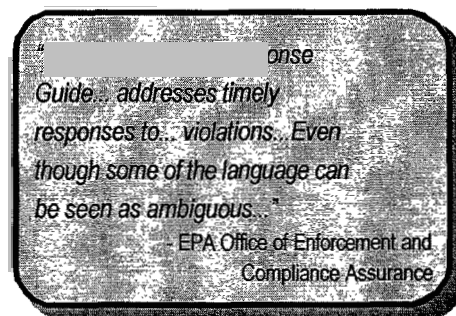 "
Guide... addresses timely
responses to... violations...Even
though some of the language can
be seen as ambiguous..."
- EPA Office of Enforcement and
Compliance Assurance